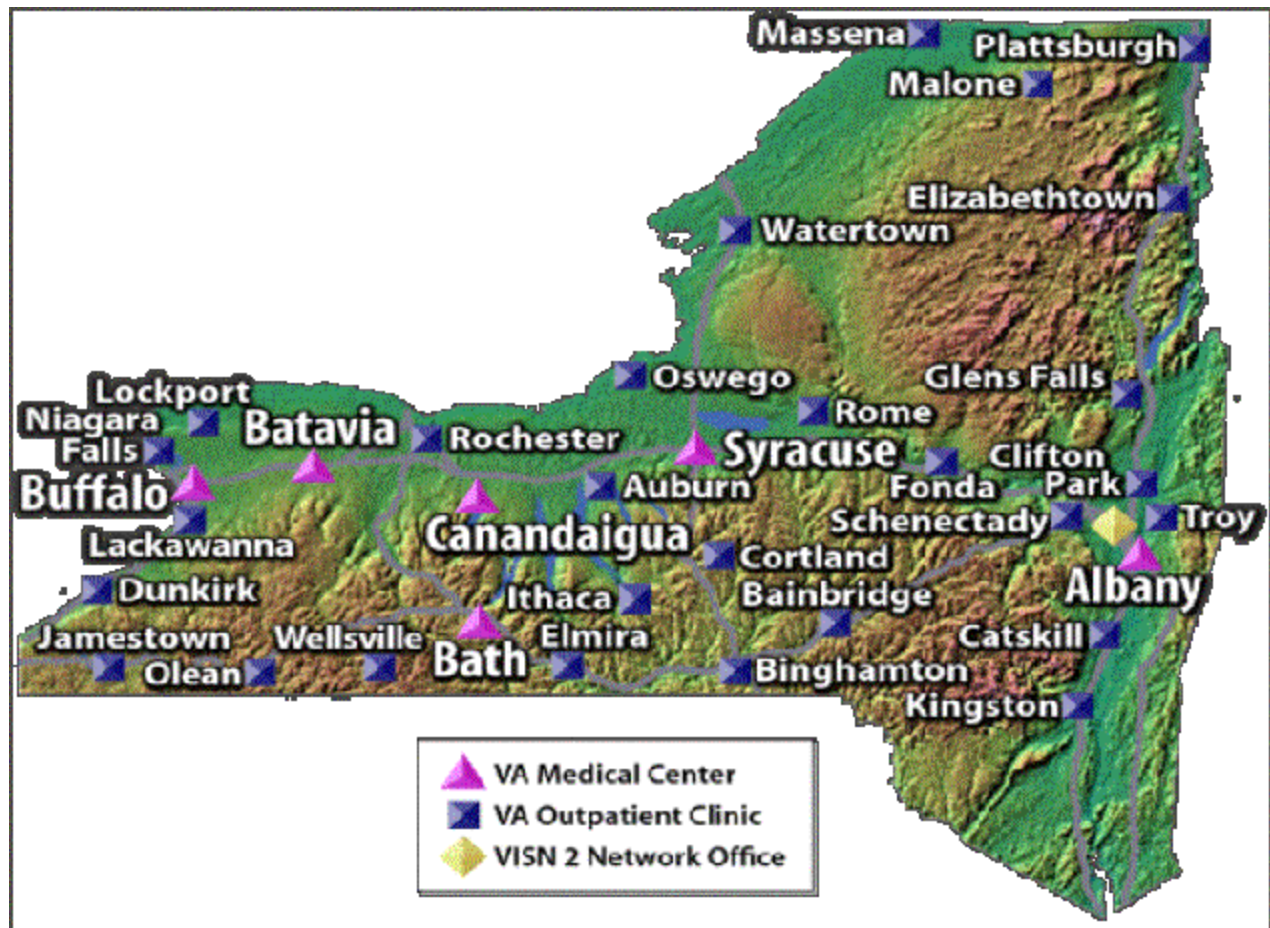 Massena
Plattsburgh
Malone
Elizabethtown
Watertown
Oswego
Glens Falls
Lockport
Niagara
Falls
Batavia
Rochester
Rome
Syracuse
Clifton
Park
Fonda
Buffalo
Auburn
Schenectady
Troy
Canandaigua
Lackawanna
Cortland
Albany
Dunkirk
Ithaca
Bainbridge
Jamestown
Wellsville
Elmira
Catskill
Olean
Bath
Binghamton
Kingston
VA Medical Center
VA Outpatient Clinic
VISN 2 Network Office